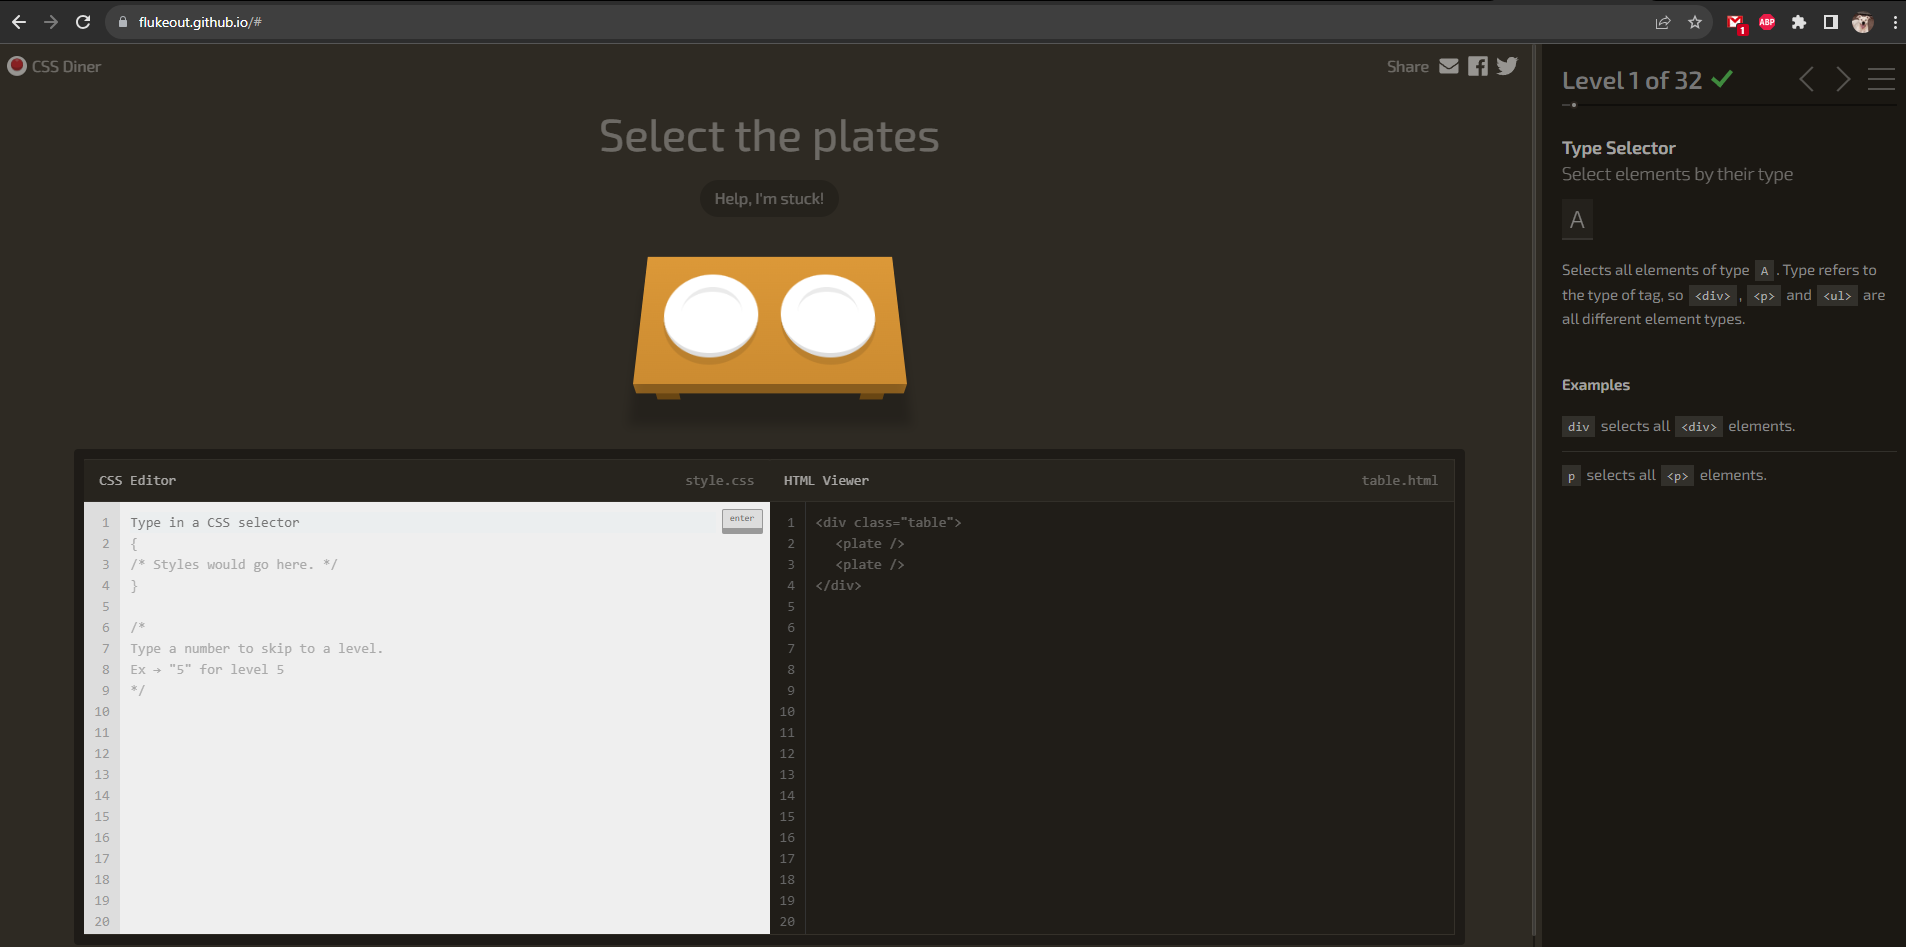 flukeout.github.io/#
1
ABP
CSS Diner
Share
Select the plates
Help, I'm stuck!
CSS Editor
style.css
1 Type in a CSS selector
enter
2 {
3 /* Styles would go here. */
4 }
5
6 /*
7 Type a number to skip to a level.
8 Ex → "5" for level 5
9 */
10
11
12
13
14
15
16
17
18
19
20
HTML Viewer
table.html
1 <div class="table">
2 <plate />
3 <plate />
4 </div>
5
6
7
8
9
10
11
12
13
14
15
16
17
18
19
20
Level 1 of 32
Type Selector
Select elements by their type
A
Selects all elements of type A . Type refers to
the type of tag, so <div> , <p> and <ul> are
all different element types.
Examples
div selects all <div> elements.
p selects all <p> elements.